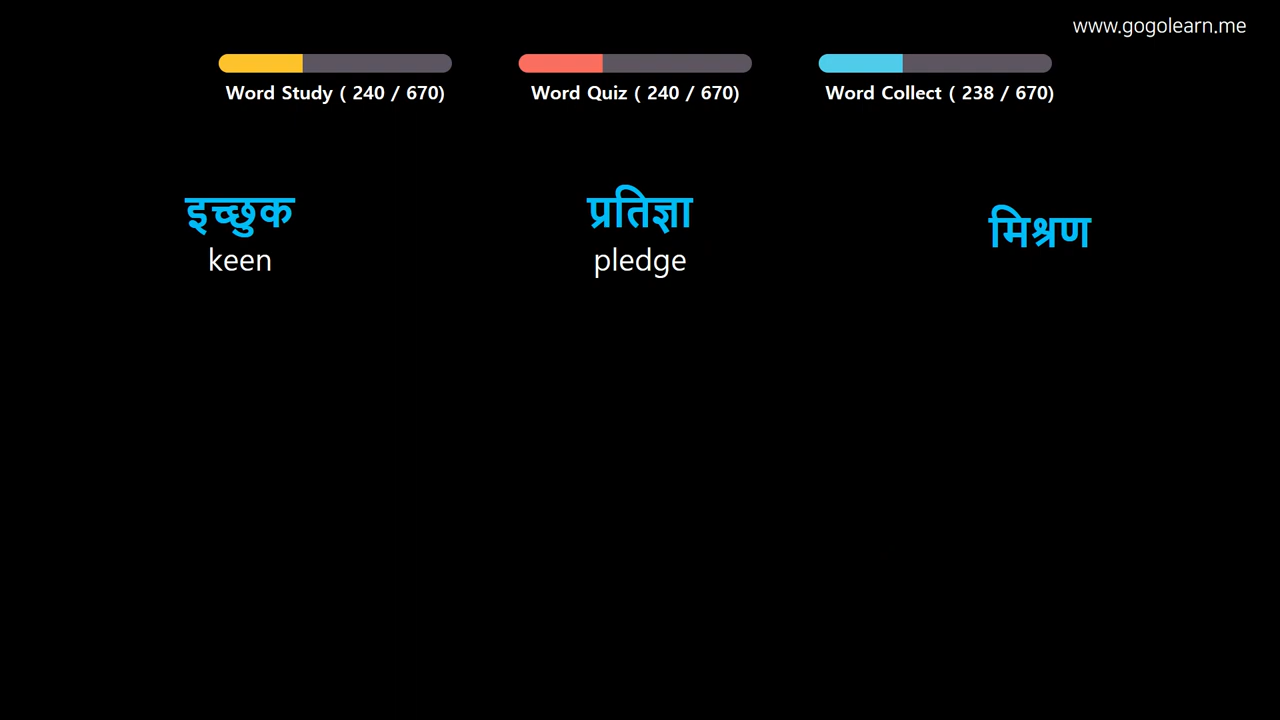 www.gogolearn.me
Word Study ( 240 / 670)
Word Quiz ( 240 / 670)
Word Collect ( 238 / 670)
इच्छुक
keen
प्रतिज्ञा
pledge
मिश्रण